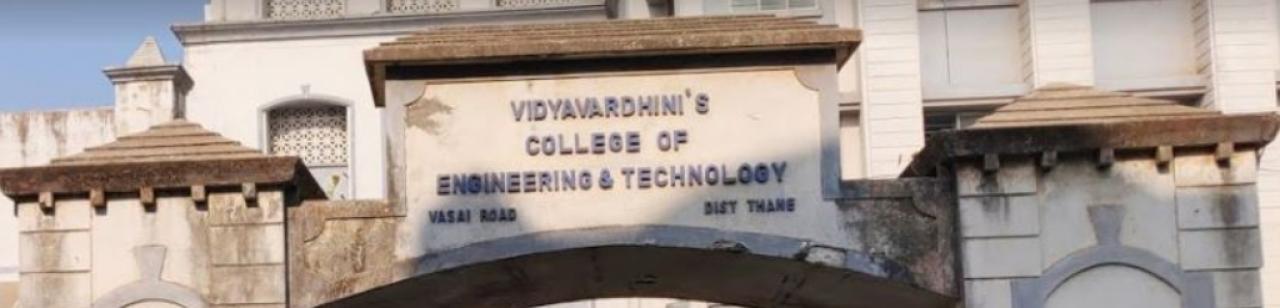 VIDYAVARDHINI'S
COLLEGE OF
ENGINEERING & TECHNOLOGY
VASAI ROAD DIST THANE